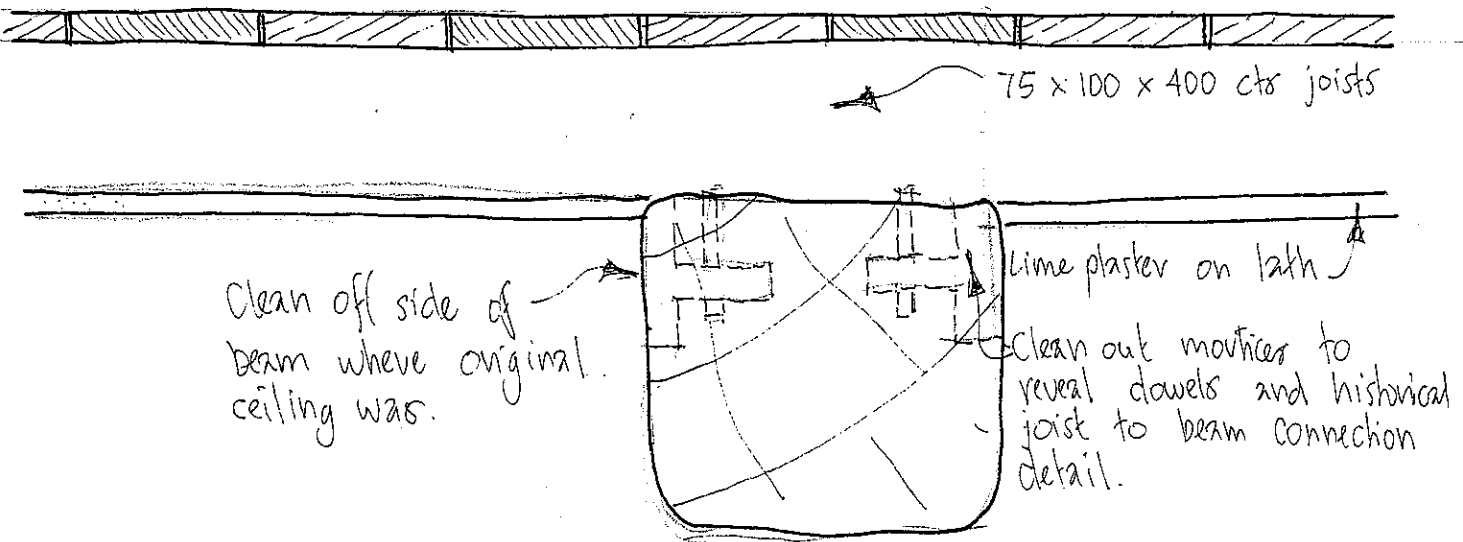 75 x 100 x 400 ctr joists
Clean off side of
beam where original
ceiling was.
Lime plaster on lath
Clean out mortices to
reveal dowels and historical
joist to beam connection
detail.